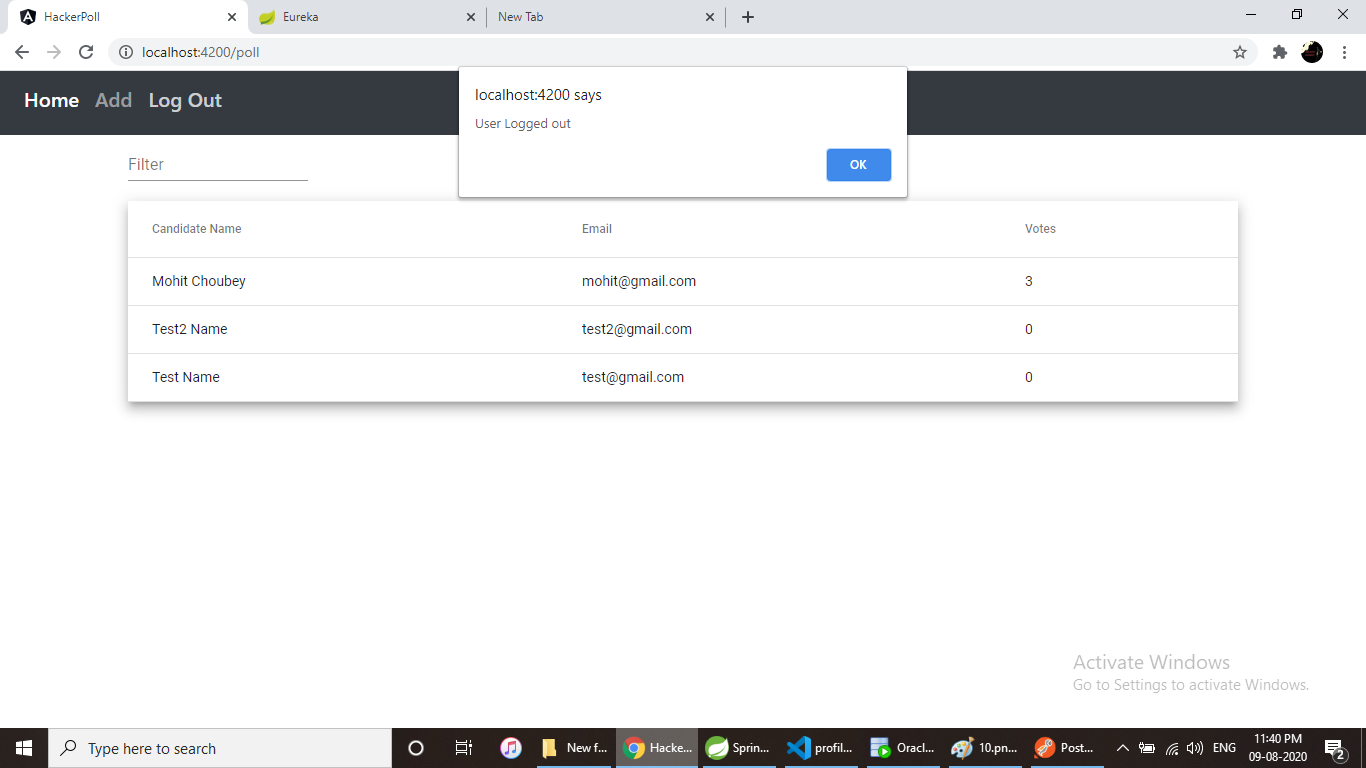 HackerPoll
Eureka
New Tab
localhost:4200/poll
Home Add Log Out
localhost:4200 says
User Logged out
OK
Filter
Candidate Name Email Votes
Mohit Choubey mohit@gmail.com 3
Test2 Name test2@gmail.com 0
Test Name test@gmail.com 0
Activate Windows
Go to Settings to activate Windows.
Type here to search
New f...
Hacke...
Sprin...
profil...
Oracl...
10.pn...
Post...
ENG
11:40 PM
09-08-2020
2